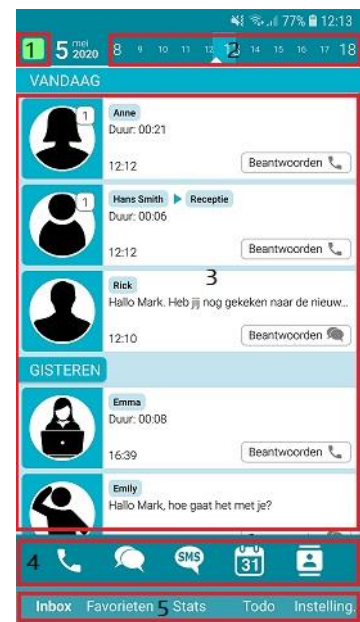 77% 12:13
1 5 mei 2020 8 9 10 11 12 13 14 15 16 17 18
VANDAAG
1
Anne
Duur: 00:21
12:12 Beantwoorden
1
Hans Smith Receptie
Duur: 00:06
12:12 Beantwoorden
3
Rick
Hallo Mark. Heb jij nog gekeken naar de nieuw...
12:10 Beantwoorden
GISTEREN
Emma
Duur: 00:08
16:39 Beantwoorden
Emily
Hallo Mark, hoe gaat het met je?
4 SMS 31
Inbox Favorieten 5 Stats Todo Instelling.